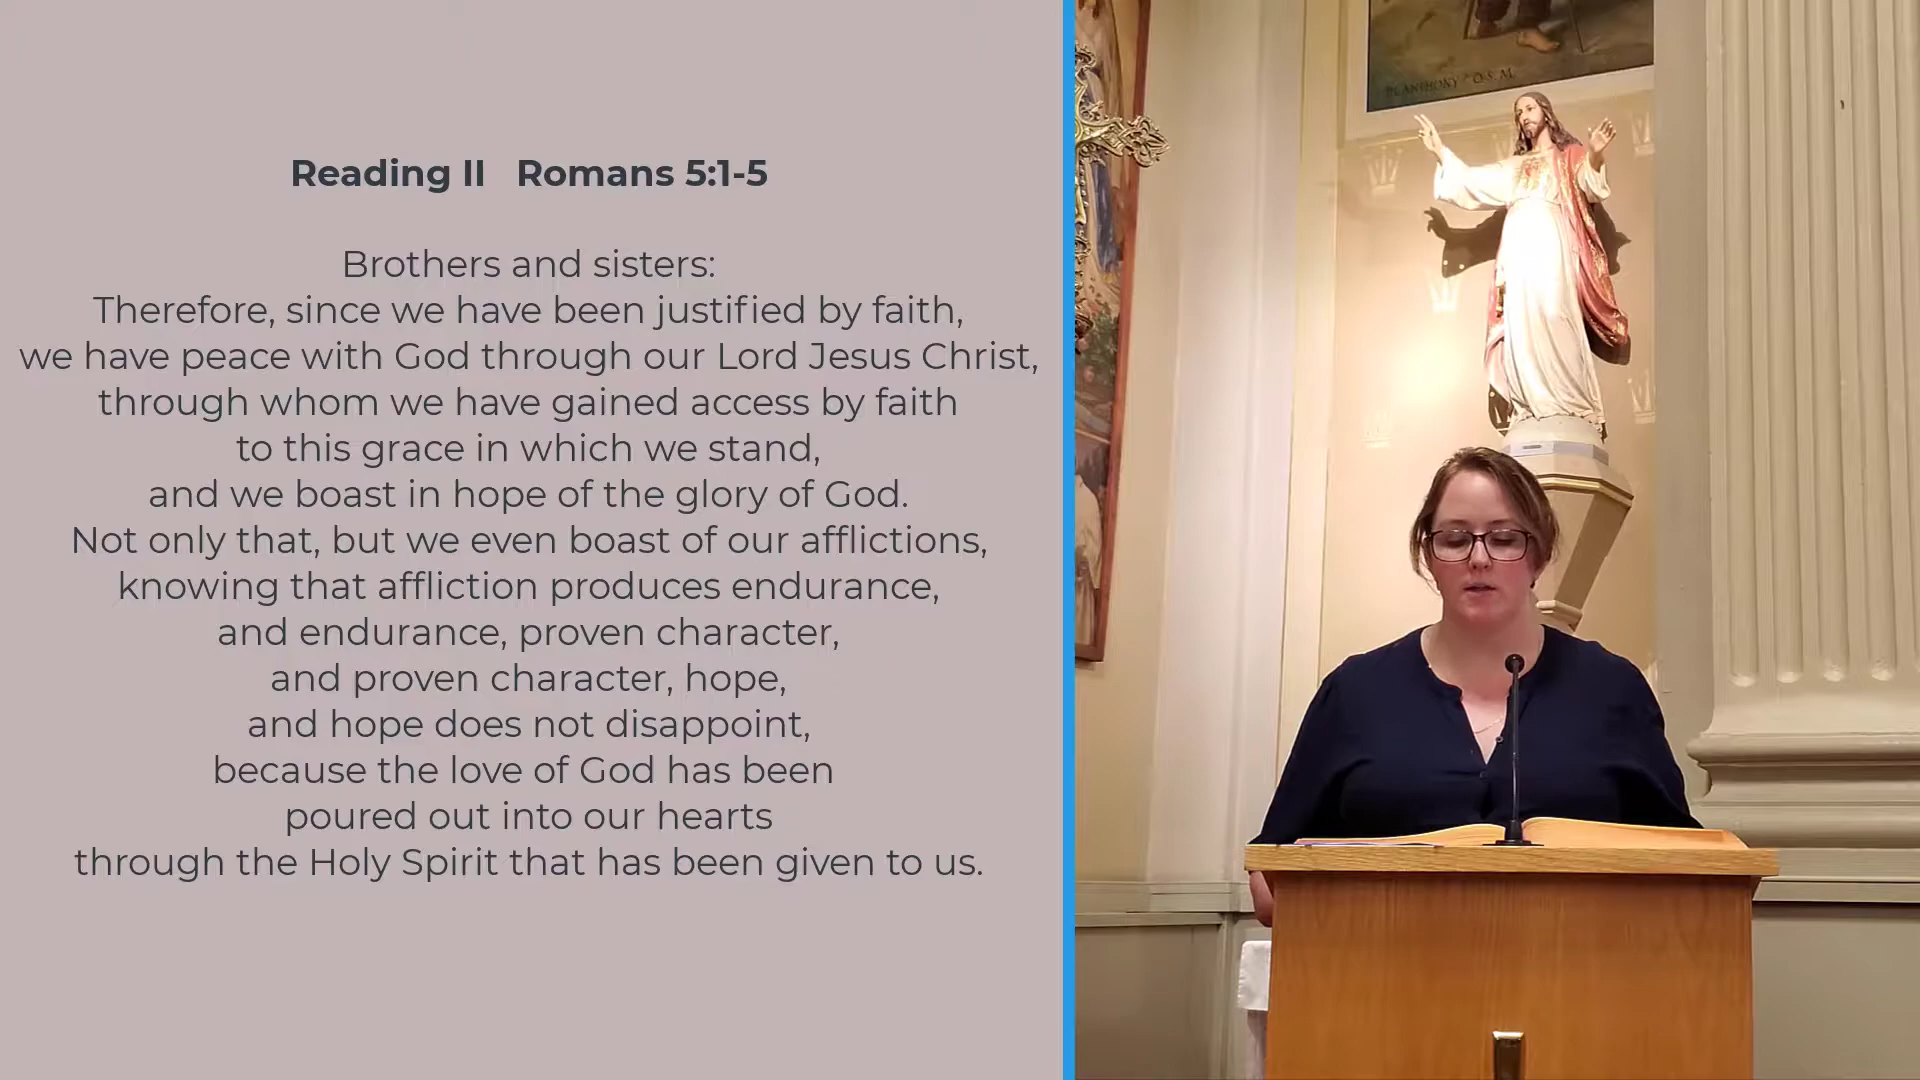 Reading II   Romans 5:1-5
Brothers and sisters:
Therefore, since we have been justified by faith,
we have peace with God through our Lord Jesus Christ,
through whom we have gained access by faith
to this grace in which we stand,
and we boast in hope of the glory of God.
Not only that, but we even boast of our afflictions,
knowing that affliction produces endurance,
and endurance, proven character,
and proven character, hope,
and hope does not disappoint,
because the love of God has been
poured out into our hearts
through the Holy Spirit that has been given to us.
ANTHONY O.S.M.